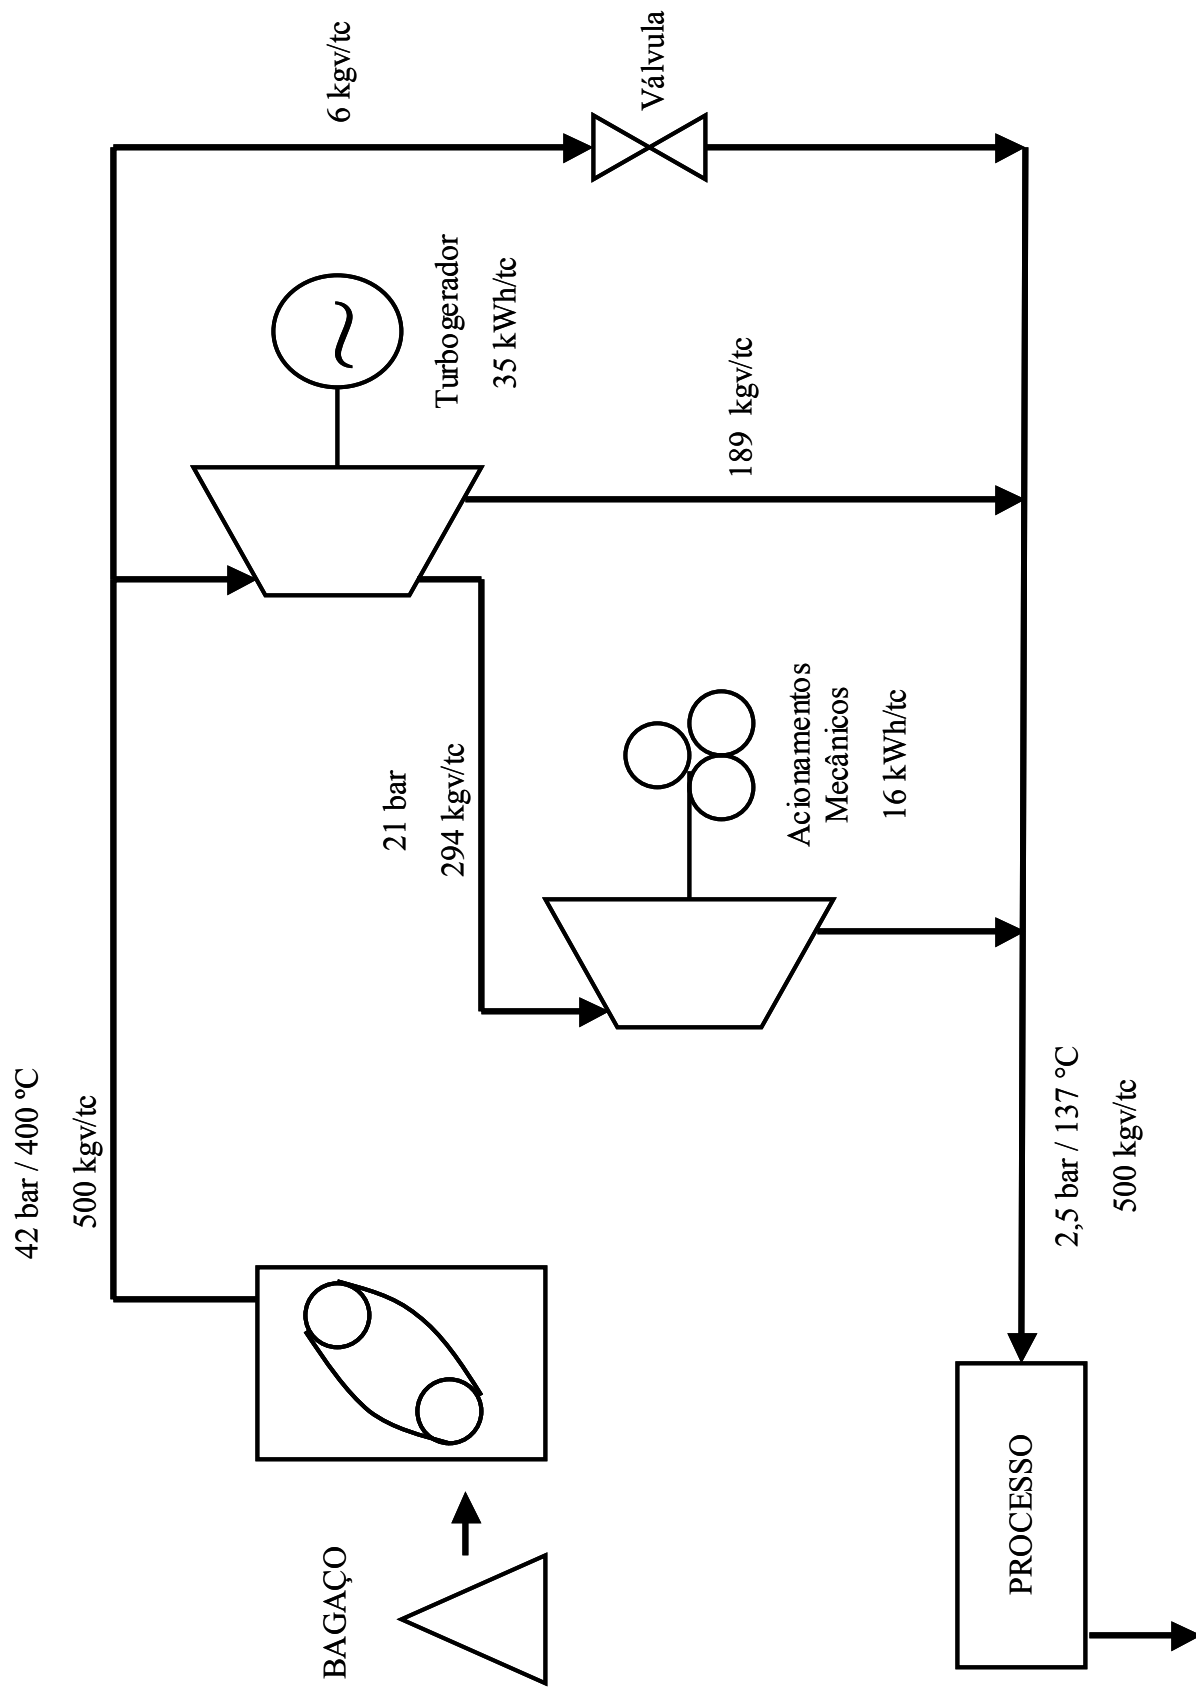 BAGAÇO
42 bar / 400 ºC
500 kgv/tc
21 bar
294 kgv/tc
Turbogerador
35 kWh/tc
6 kgv/tc
Válvula
189 kgv/tc
Acionamentos
Mecânicos
16 kWh/tc
PROCESSO
2,5 bar / 137 °C
500 kgv/tc